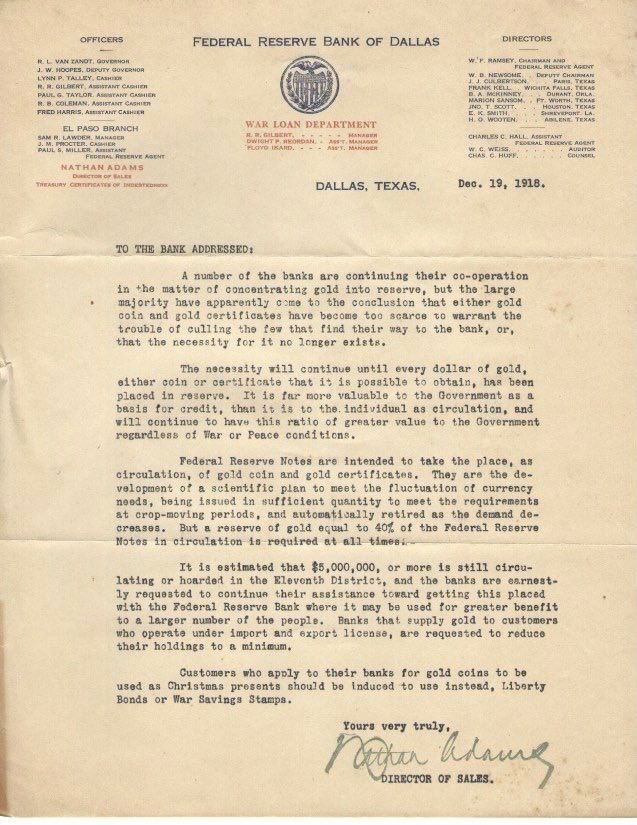 OFFICERS
R. L. VAN ZANDT, GOVERNOR
J. W. HOOPES, DEPUTY GOVERNOR
LYNN P. TALLEY, CASHIER
R. R. GILBERT, ASSISTANT CASHIER
PAUL G. TAYLOR, ASSISTANT CASHIER
R. B. COLEMAN, ASSISTANT CASHIER
FRED HARRIS, ASSISTANT CASHIER
EL PASO BRANCH
SAM R. LAWDER, MANAGER
J. M. PROCTER, CASHIER
PAUL S. MILLER, ASSISTANT
FEDERAL RESERVE AGENT
NATHAN ADAMS
DIRECTOR OF SALES
TREASURY CERTIFICATES OF INDEBTEDNESS
FEDERAL RESERVE BANK OF DALLAS
WAR LOAN DEPARTMENT
R. R. GILBERT, - - - - - MANAGER
DWIGHT P. REORDAN, - ASS'T. MANAGER
FLOYD IKARD, - - - ASS'T. MANAGER
DIRECTORS
W. F. RAMSEY, CHAIRMAN AND
FEDERAL RESERVE AGENT
W. B. NEWSOME, . DEPUTY CHAIRMAN
J. J. CULBERTSON, . PARIS, TEXAS
FRANK KELL, . WICHITA FALLS, TEXAS
B. A. MCKINNEY, . . DURANT, OKLA.
MARION SANSOM, . FT. WORTH, TEXAS
JNO. T. SCOTT, . . HOUSTON, TEXAS
E. K. SMITH, . . . SHREVEPORT, LA.
H. O. WOOTEN, . . ABILENE, TEXAS
CHARLES C. HALL, ASSISTANT
FEDERAL RESERVE AGENT
W. C. WEISS, . . . . . AUDITOR
CHAS. C. HUFF, . . . . COUNSEL
DALLAS, TEXAS, Dec. 19, 1918.
TO THE BANK ADDRESSED:
A number of the banks are continuing their co-operation
in the matter of concentrating gold into reserve, but the large
majority have apparently come to the conclusion that either gold
coin and gold certificates have become too scarce to warrant the
trouble of culling the few that find their way to the bank, or,
that the necessity for it no longer exists.
The necessity will continue until every dollar of gold,
either coin or certificate that it is possible to obtain, has been
placed in reserve. It is far more valuable to the Government as a
basis for credit, than it is to the individual as circulation, and
will continue to have this ratio of greater value to the Government
regardless of War or Peace conditions.
Federal Reserve Notes are intended to take the place, as
circulation, of gold coin and gold certificates. They are the de-
velopment of a scientific plan to meet the fluctuation of currency
needs, being issued in sufficient quantity to meet the requirements
at crop-moving periods, and automatically retired as the demand de-
creases. But a reserve of gold equal to 40% of the Federal Reserve
Notes in circulation is required at all times.
It is estimated that $5,000,000, or more is still circu-
lating or hoarded in the Eleventh District, and the banks are earnest-
ly requested to continue their assistance toward getting this placed
with the Federal Reserve Bank where it may be used for greater benefit
to a larger number of the people. Banks that supply gold to customers
who operate under import and export license, are requested to reduce
their holdings to a minimum.
Customers who apply to their banks for gold coins to be
used as Christmas presents should be induced to use instead, Liberty
Bonds or War Savings Stamps.
Yours very truly,
Nathan Adams
DIRECTOR OF SALES.